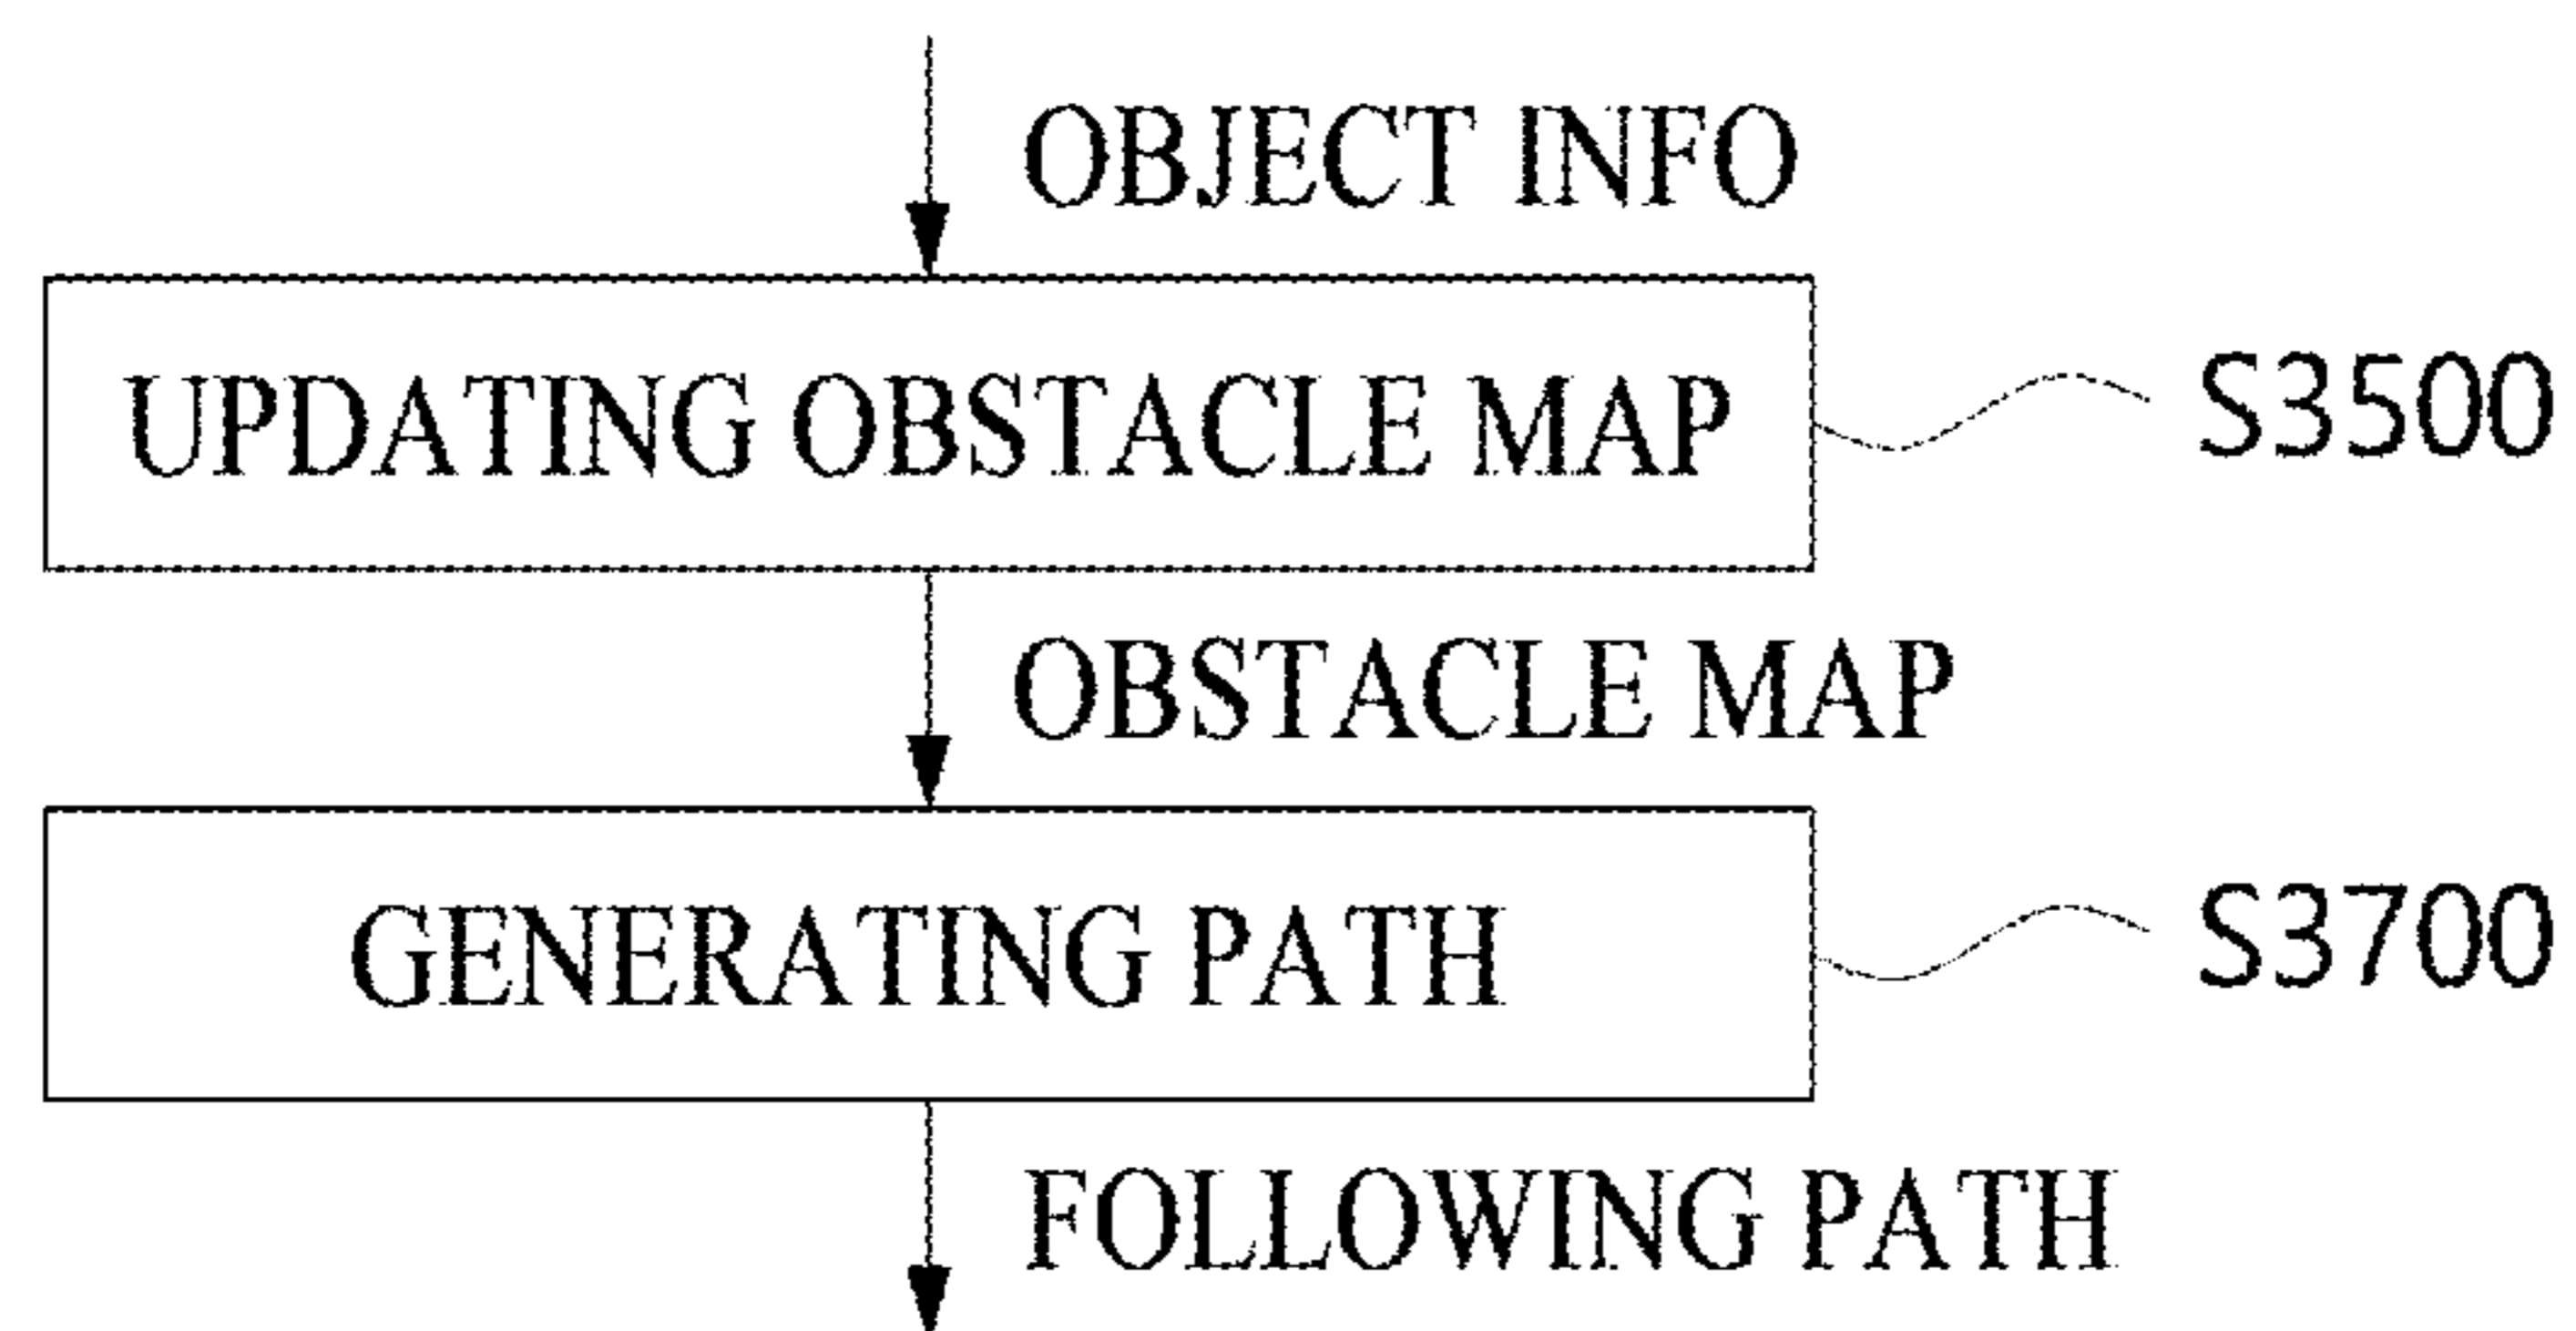 OBJECT INFO
UPDATING OBSTACLE MAP
S3500
OBSTACLE MAP
GENERATING PATH
S3700
FOLLOWING PATH